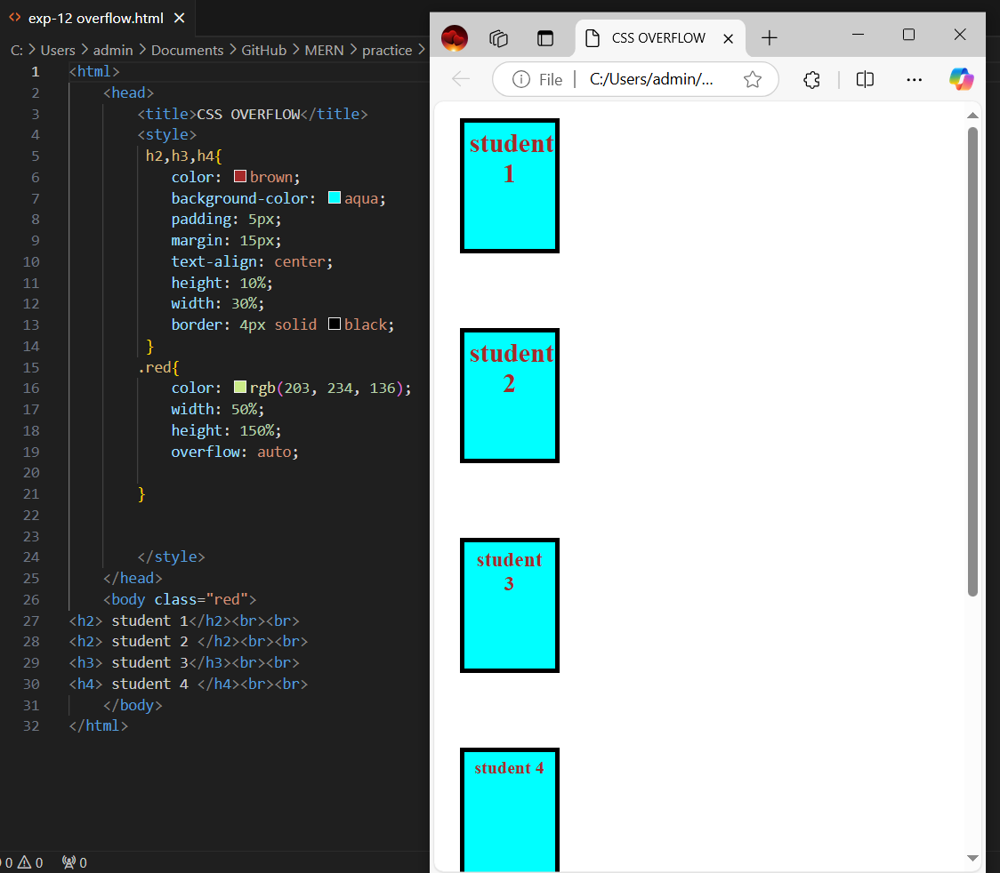 exp-12 overflow.html
C: > Users > admin > Documents > GitHub > MERN > practice >
1 <html>
2 <head>
3 <title>CSS OVERFLOW</title>
4 <style>
5 h2,h3,h4{
6 color: brown;
7 background-color: aqua;
8 padding: 5px;
9 margin: 15px;
10 text-align: center;
11 height: 10%;
12 width: 30%;
13 border: 4px solid black;
14 }
15 .red{
16 color: rgb(203, 234, 136);
17 width: 50%;
18 height: 150%;
19 overflow: auto;
20
21 }
22
23
24 </style>
25 </head>
26 <body class="red">
27 <h2> student 1</h2><br><br>
28 <h2> student 2 </h2><br><br>
29 <h3> student 3</h3><br><br>
30 <h4> student 4 </h4><br><br>
31 </body>
32 </html>
0 0 0
CSS OVERFLOW
File C:/Users/admin/...
student
1
student
2
student
3
student 4